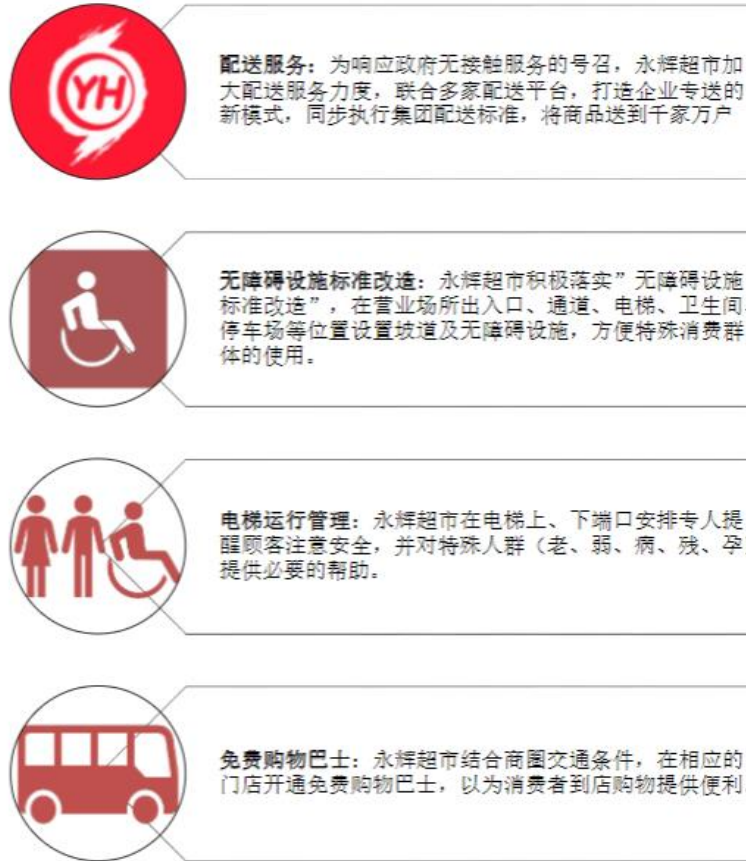 YH
配送服务：为响应政府无接触服务的号召，永辉超市加
大配送服务力度，联合多家配送平台，打造企业专送的
新模式，同步执行集团配送标准，将商品送到千家万户
无障碍设施标准改造：永辉超市积极落实”无障碍设施
标准改造”，在营业场所出入口、通道、电梯、卫生间、
停车场等位置设置坡道及无障碍设施，方便特殊消费群
体的使用。
电梯运行管理：永辉超市在电梯上、下端口安排专人提
醒顾客注意安全，并对特殊人群（老、弱、病、残、孕
提供必要的帮助。
免费购物巴士：永辉超市结合商圈交通条件，在相应的
门店开通免费购物巴士，以为消费者到店购物提供便利